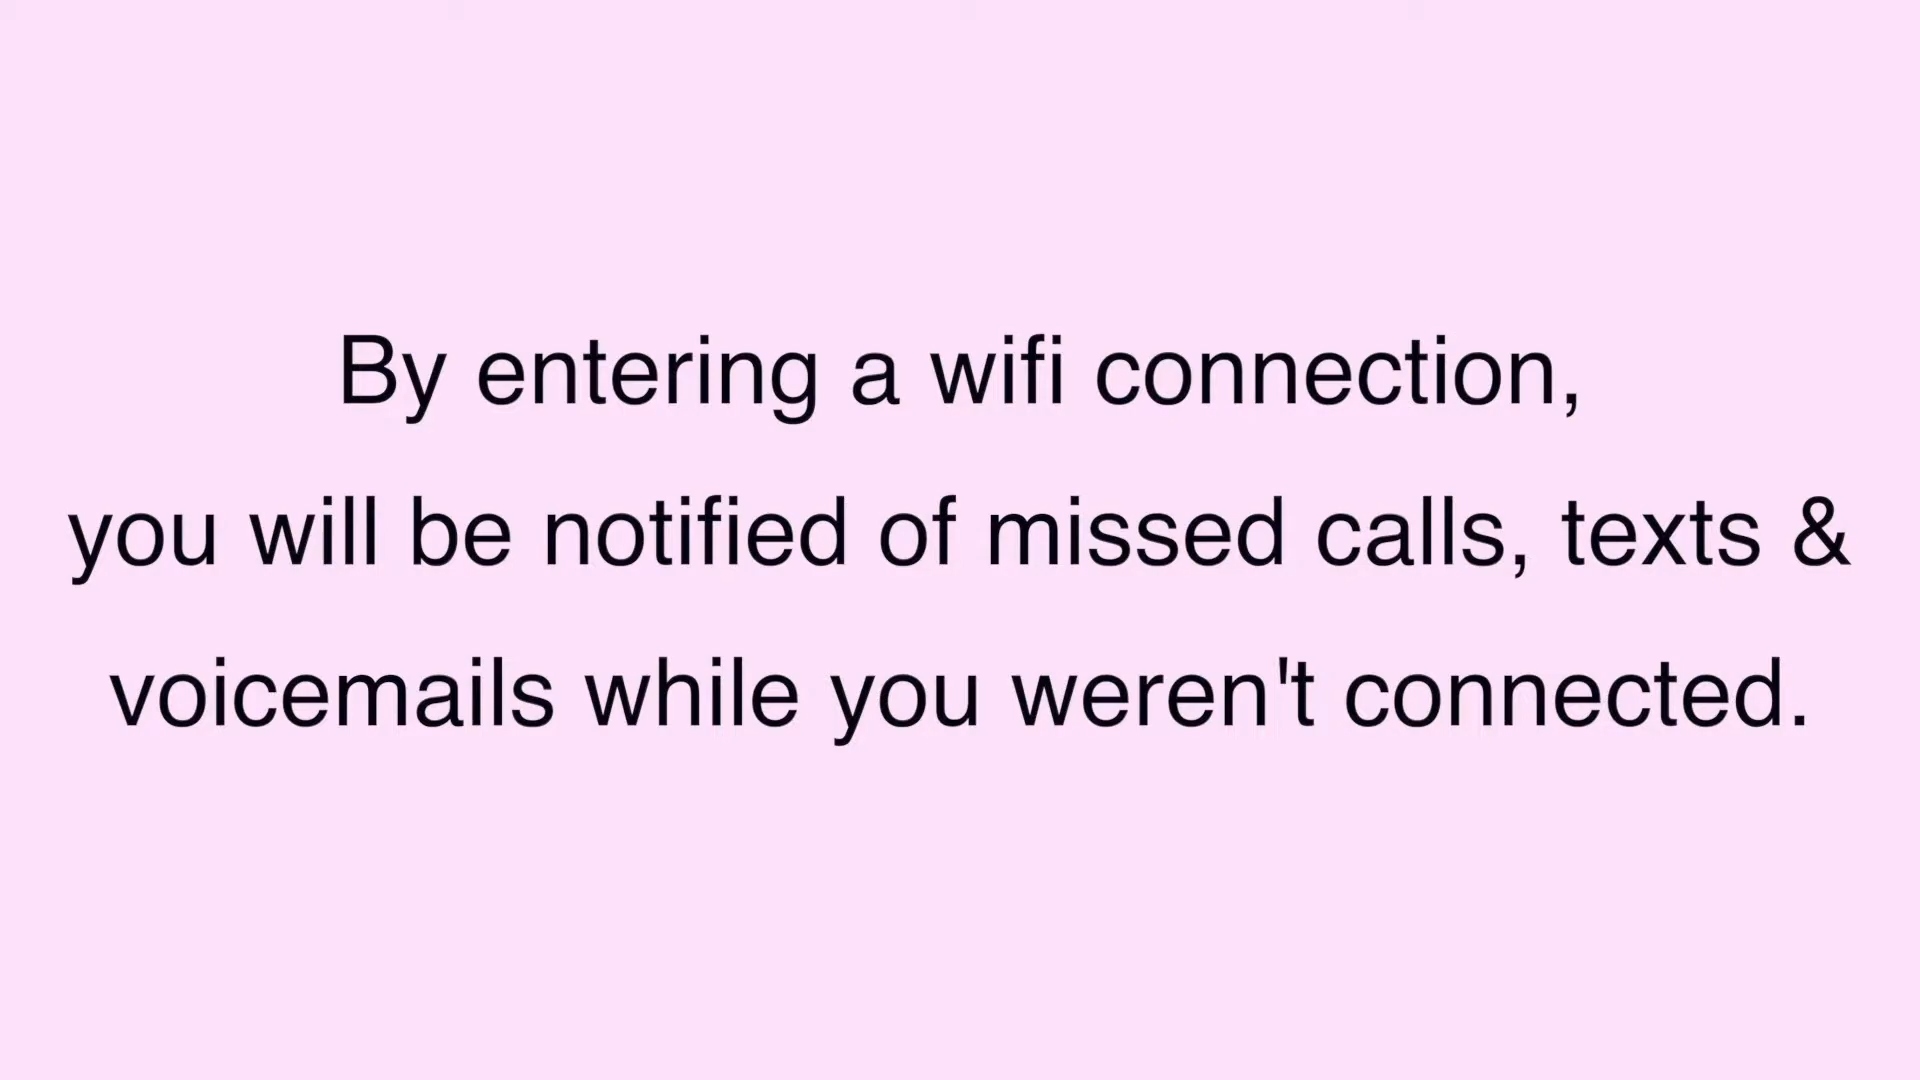 By entering a wifi connection,
you will be notified of missed calls, texts &
voicemails while you weren't connected.